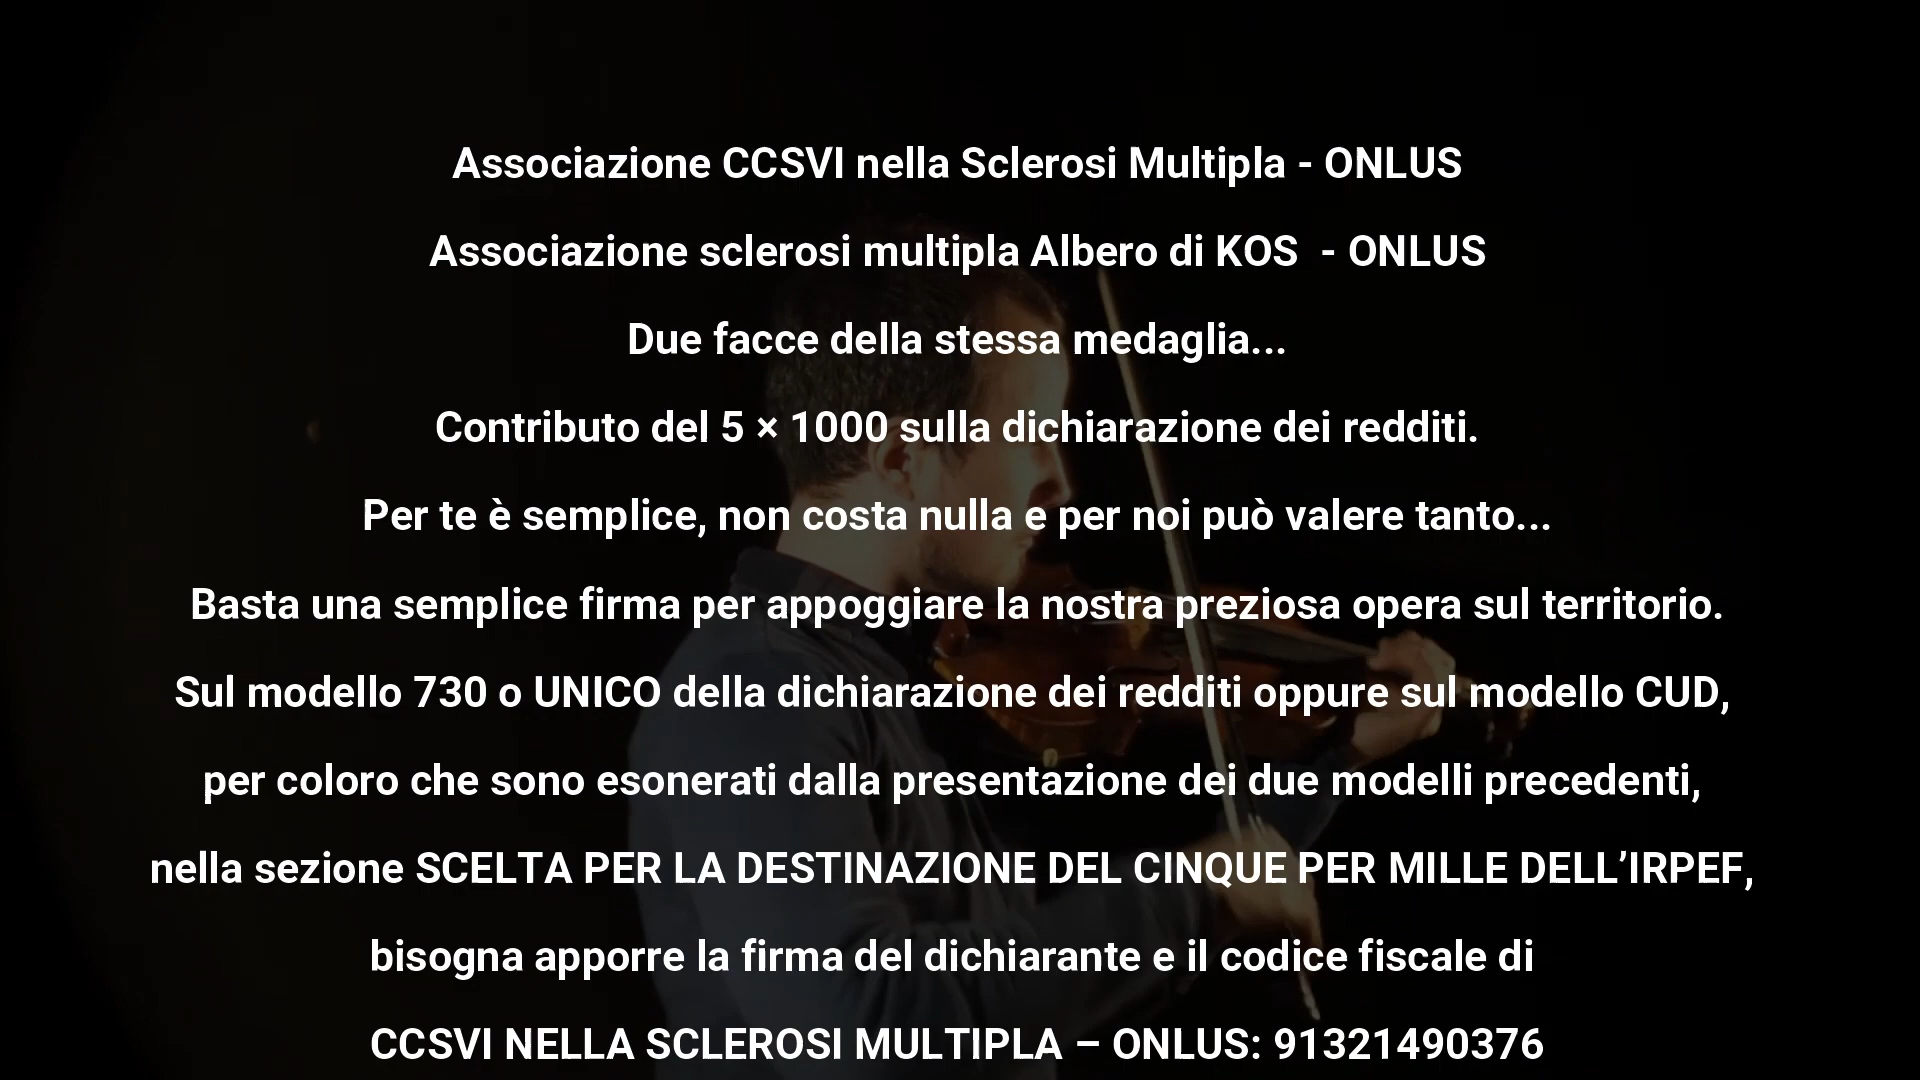 Associazione CCSVI nella Sclerosi Multipla - ONLUS
Associazione sclerosi multipla Albero di KOS  - ONLUS
Due facce della stessa medaglia...
Contributo del 5 × 1000 sulla dichiarazione dei redditi.
Per te è semplice, non costa nulla e per noi può valere tanto...
Basta una semplice firma per appoggiare la nostra preziosa opera sul territorio.
Sul modello 730 o UNICO della dichiarazione dei redditi oppure sul modello CUD,
per coloro che sono esonerati dalla presentazione dei due modelli precedenti,
nella sezione SCELTA PER LA DESTINAZIONE DEL CINQUE PER MILLE DELL’IRPEF,
bisogna apporre la firma del dichiarante e il codice fiscale di
CCSVI NELLA SCLEROSI MULTIPLA – ONLUS: 91321490376